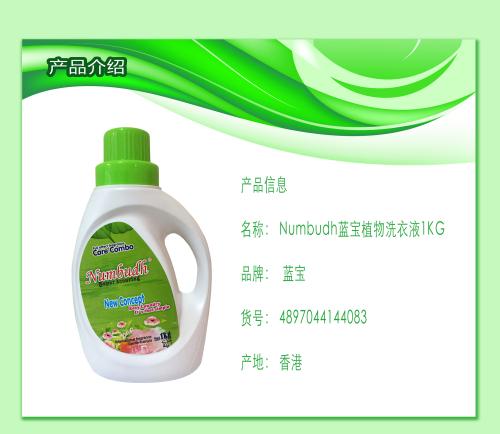 产品介绍
产品信息
名称： Numbudh蓝宝植物洗衣液1KG
品牌： 蓝宝
货号： 4897044144083
产地： 香港
Care Combo
Numbudh
New Concept
1Kg